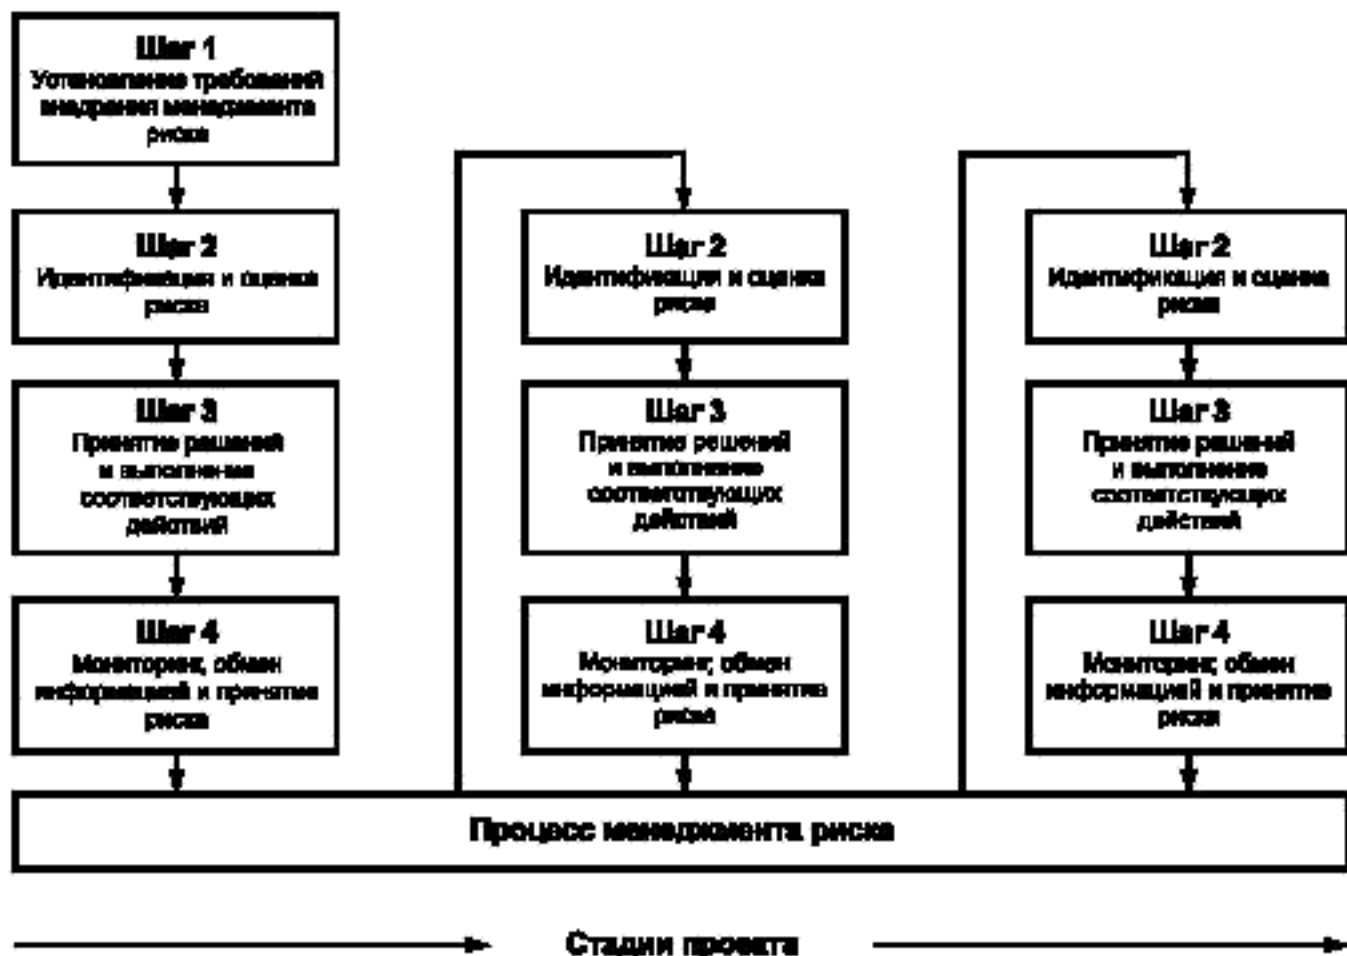 Шаг 1
Установление требований
внедрения менеджмента
риска
Шаг 2
Идентификация и оценка
риска
Шаг 3
Принятие решений
и выполнение
соответствующих
действий
Шаг 4
Мониторинг, обмен
информацией и принятие
риска
Шаг 2
Идентификация и оценка
риска
Шаг 3
Принятие решений
и выполнение
соответствующих
действий
Шаг 4
Мониторинг, обмен
информацией и принятие
риска
Шаг 2
Идентификация и оценка
риска
Шаг 3
Принятие решений
и выполнение
соответствующих
действий
Шаг 4
Мониторинг, обмен
информацией и принятие
риска
Процесс менеджмента риска
Стадии проекта